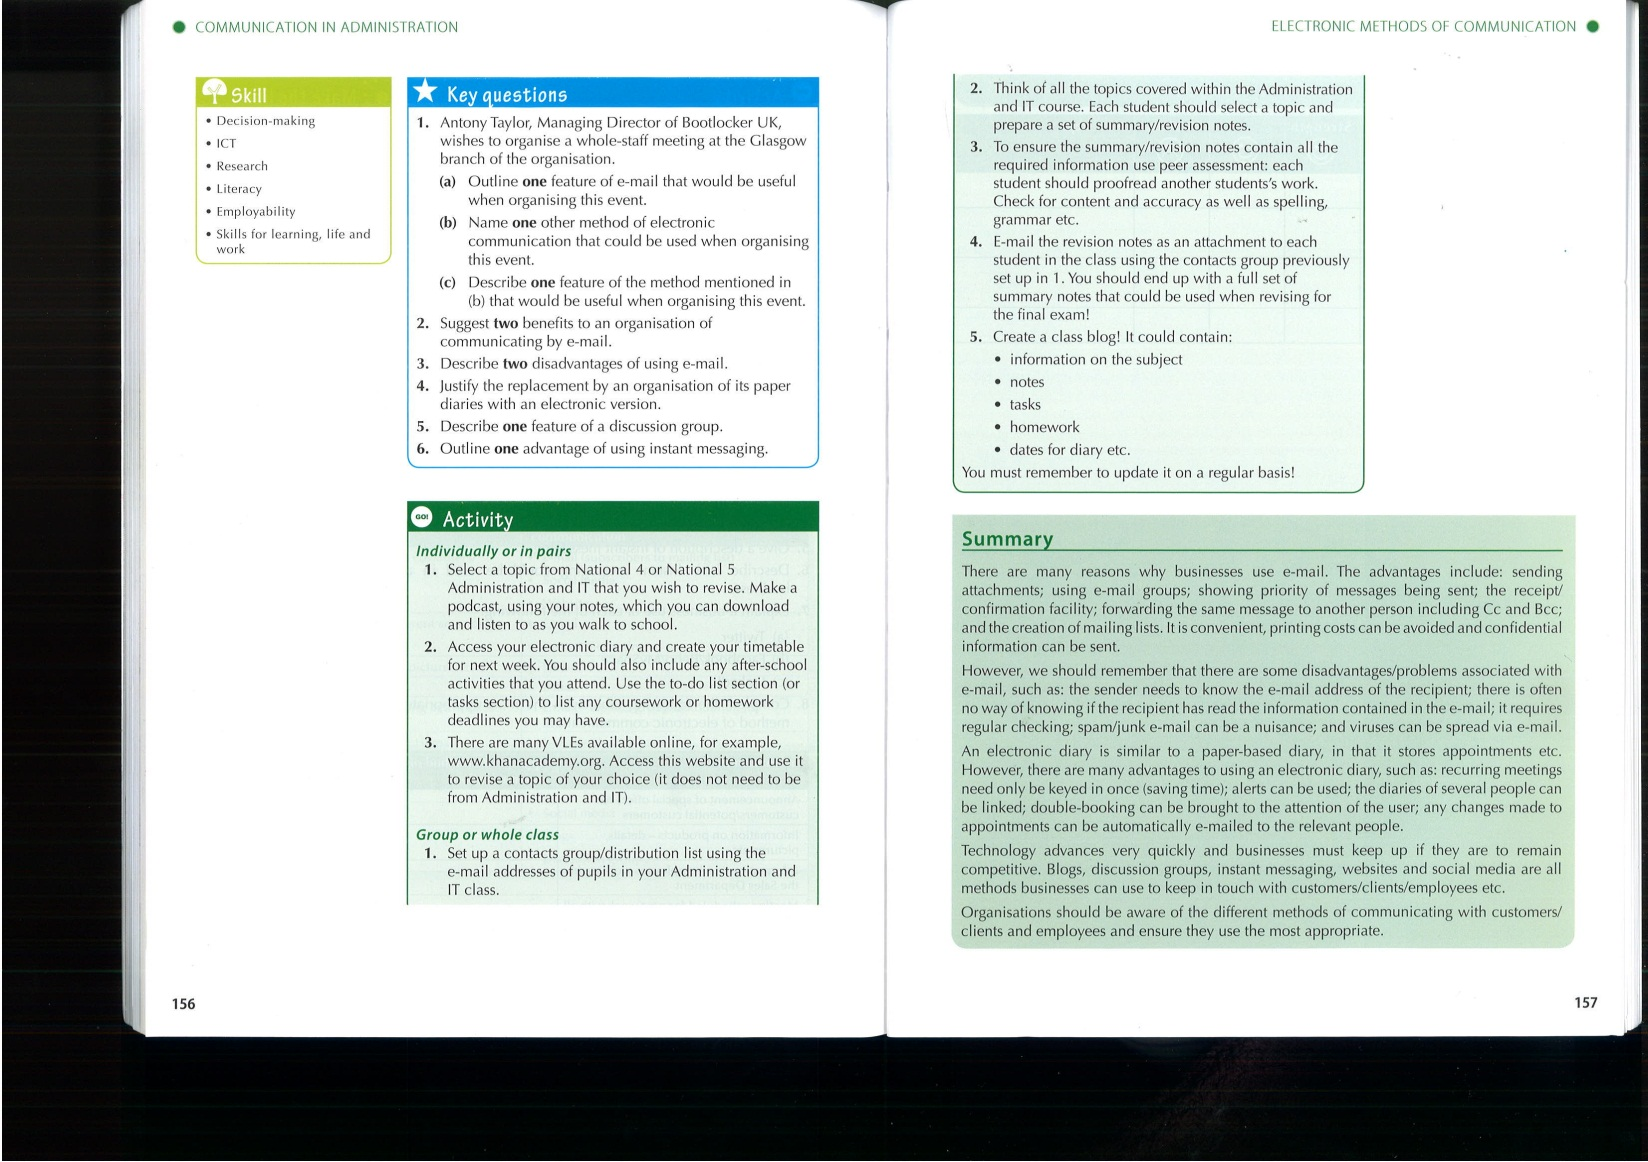 COMMUNICATION IN ADMINISTRATION
Skill
• Decision-making
• ICT
• Research
• Literacy
• Employability
• Skills for learning, life and
work
Key questions
1. Antony Taylor, Managing Director of Bootlocker UK,
wishes to organise a whole-staff meeting at the Glasgow
branch of the organisation.
(a) Outline one feature of e-mail that would be useful
when organising this event.
(b) Name one other method of electronic
communication that could be used when organising
this event.
(c) Describe one feature of the method mentioned in
(b) that would be useful when organising this event.
2. Suggest two benefits to an organisation of
communicating by e-mail.
3. Describe two disadvantages of using e-mail.
4. Justify the replacement by an organisation of its paper
diaries with an electronic version.
5. Describe one feature of a discussion group.
6. Outline one advantage of using instant messaging.
GO! Activity
Individually or in pairs
1. Select a topic from National 4 or National 5
Administration and IT that you wish to revise. Make a
podcast, using your notes, which you can download
and listen to as you walk to school.
2. Access your electronic diary and create your timetable
for next week. You should also include any after-school
activities that you attend. Use the to-do list section (or
tasks section) to list any coursework or homework
deadlines you may have.
3. There are many VLEs available online, for example,
www.khanacademy.org. Access this website and use it
to revise a topic of your choice (it does not need to be
from Administration and IT).
Group or whole class
1. Set up a contacts group/distribution list using the
e-mail addresses of pupils in your Administration and
IT class.
156
ELECTRONIC METHODS OF COMMUNICATION
2. Think of all the topics covered within the Administration
and IT course. Each student should select a topic and
prepare a set of summary/revision notes.
3. To ensure the summary/revision notes contain all the
required information use peer assessment: each
student should proofread another students's work.
Check for content and accuracy as well as spelling,
grammar etc.
4. E-mail the revision notes as an attachment to each
student in the class using the contacts group previously
set up in 1. You should end up with a full set of
summary notes that could be used when revising for
the final exam!
5. Create a class blog! It could contain:
• information on the subject
• notes
• tasks
• homework
• dates for diary etc.
You must remember to update it on a regular basis!
Summary
There are many reasons why businesses use e-mail. The advantages include: sending
attachments; using e-mail groups; showing priority of messages being sent; the receipt/
confirmation facility; forwarding the same message to another person including Cc and Bcc;
and the creation of mailing lists. It is convenient, printing costs can be avoided and confidential
information can be sent.
However, we should remember that there are some disadvantages/problems associated with
e-mail, such as: the sender needs to know the e-mail address of the recipient; there is often
no way of knowing if the recipient has read the information contained in the e-mail; it requires
regular checking; spam/junk e-mail can be a nuisance; and viruses can be spread via e-mail.
An electronic diary is similar to a paper-based diary, in that it stores appointments etc.
However, there are many advantages to using an electronic diary, such as: recurring meetings
need only be keyed in once (saving time); alerts can be used; the diaries of several people can
be linked; double-booking can be brought to the attention of the user; any changes made to
appointments can be automatically e-mailed to the relevant people.
Technology advances very quickly and businesses must keep up if they are to remain
competitive. Blogs, discussion groups, instant messaging, websites and social media are all
methods businesses can use to keep in touch with customers/clients/employees etc.
Organisations should be aware of the different methods of communicating with customers/
clients and employees and ensure they use the most appropriate.
157